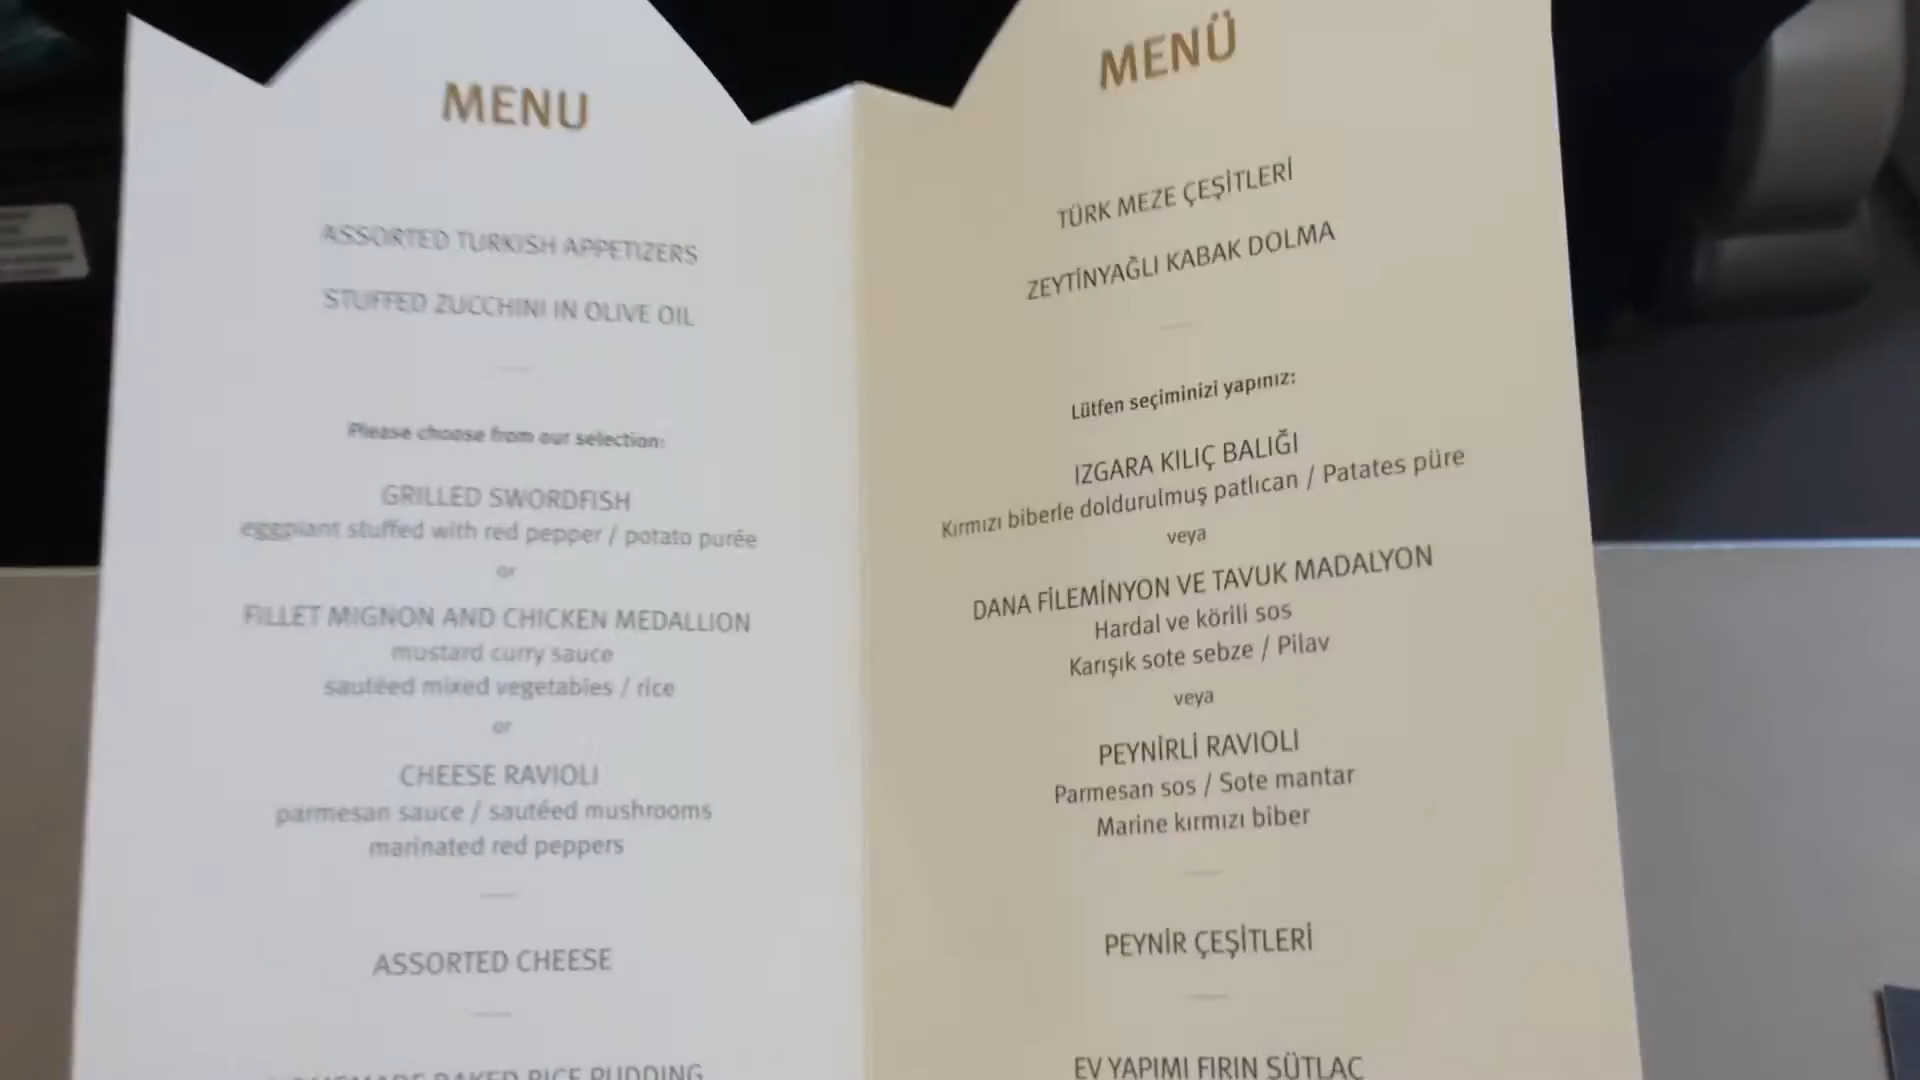 MENU
ASSORTED TURKISH APPETIZERS
STUFFED ZUCCHINI IN OLIVE OIL
Please choose from our selection:
GRILLED SWORDFISH
eggplant stuffed with red pepper / potato purée
or
FILLET MIGNON AND CHICKEN MEDALLION
mustard curry sauce
sautéed mixed vegetables / rice
or
CHEESE RAVIOLI
parmesan sauce / sautéed mushrooms
marinated red peppers
ASSORTED CHEESE
HOMEMADE BAKED RICE PUDDING
MENÜ
TÜRK MEZE ÇEŞİTLERİ
ZEYTİNYAĞLI KABAK DOLMA
Lütfen seçiminizi yapınız:
IZGARA KILIÇ BALIĞI
Kırmızı biberle doldurulmuş patlıcan / Patates püre
veya
DANA FİLEMİNYON VE TAVUK MADALYON
Hardal ve körili sos
Karışık sote sebze / Pilav
veya
PEYNİRLİ RAVIOLI
Parmesan sos / Sote mantar
Marine kırmızı biber
PEYNİR ÇEŞİTLERİ
EV YAPIMI FIRIN SÜTLAÇ